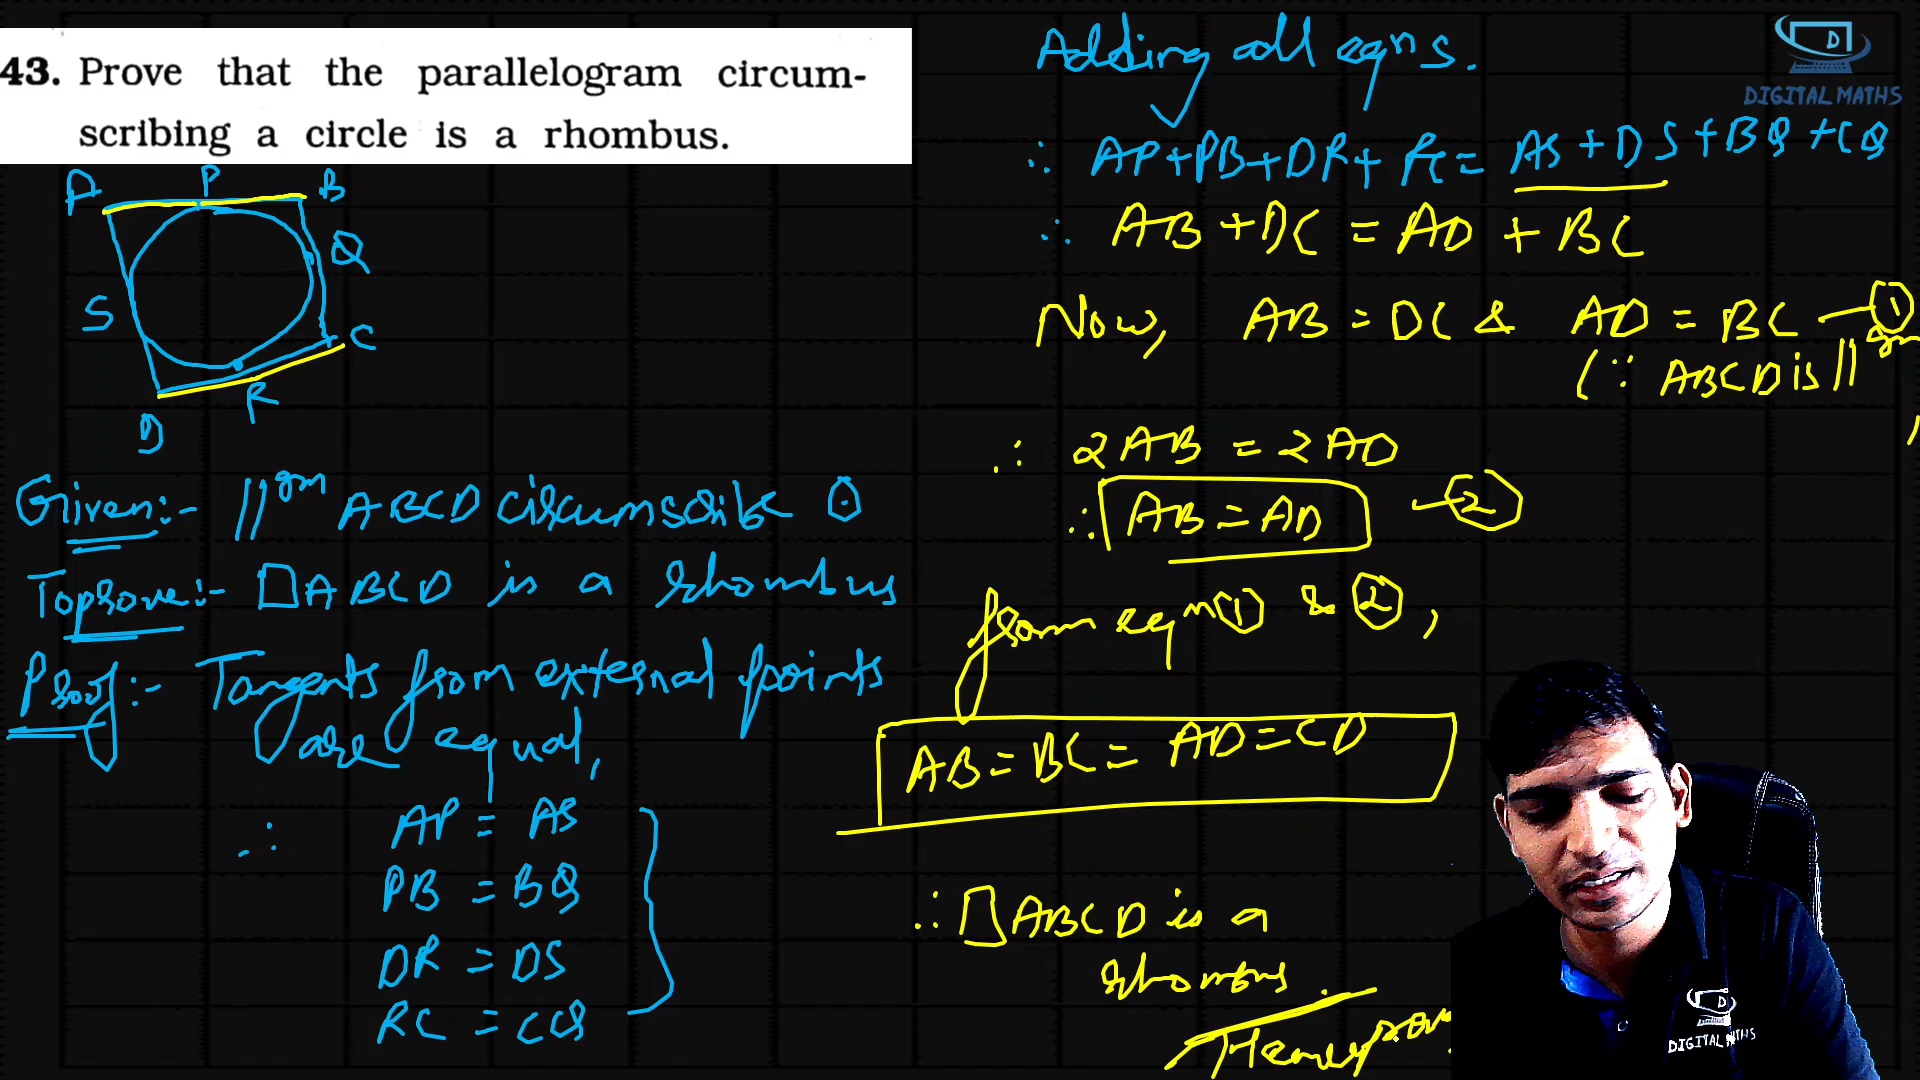 43. Prove that the parallelogram circum-
scribing a circle is a rhombus.
A P B
Q
S
C
R
D
Given:- ||gm ABCD circumscribe ⊙
To prove:- □ABCD is a rhombus
Proof:- Tangents from external points
are equal,
∴ AP = AS
PB = BQ
DR = DS
RC = CQ
Adding all eqns.
∴ AP+PB+DR+RC = AS+DS+BQ+CQ
∴ AB+DC = AD+BC
Now, AB = DC & AD = BC —①
(∵ ABCD is ||gm
∴ 2AB = 2AD
∴ AB = AD —②
from eqn ① & ②,
AB = BC = AD = CD
∴ □ABCD is a
rhombus.
D
DIGITAL MATHS
D
DIGITAL MATHS